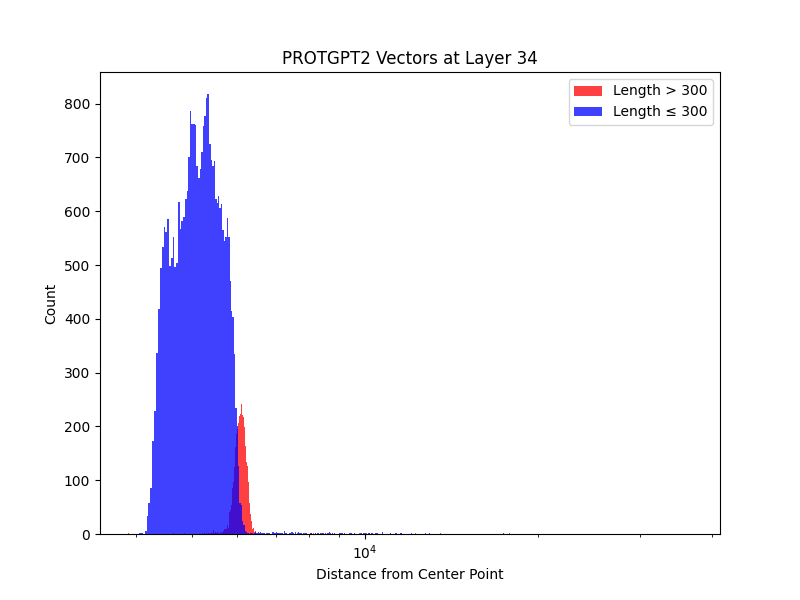 PROTGPT2 Vectors at Layer 34
Length > 300
Length ≤ 300
800
700
600
500
400
300
200
100
0
Count
10⁴
Distance from Center Point